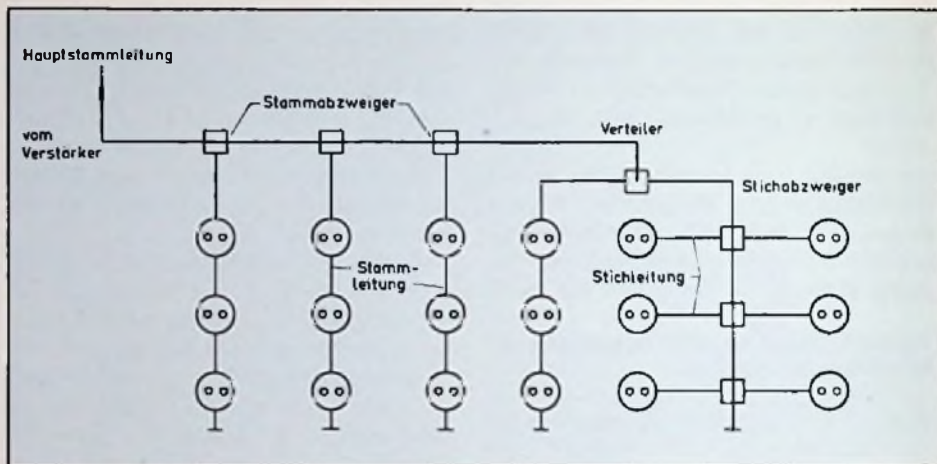 Hauptstammleitung
Stammabzweiger
vom
Verstärker
Verteiler
Stichabzweiger
Stamm-
leitung
Stichleitung